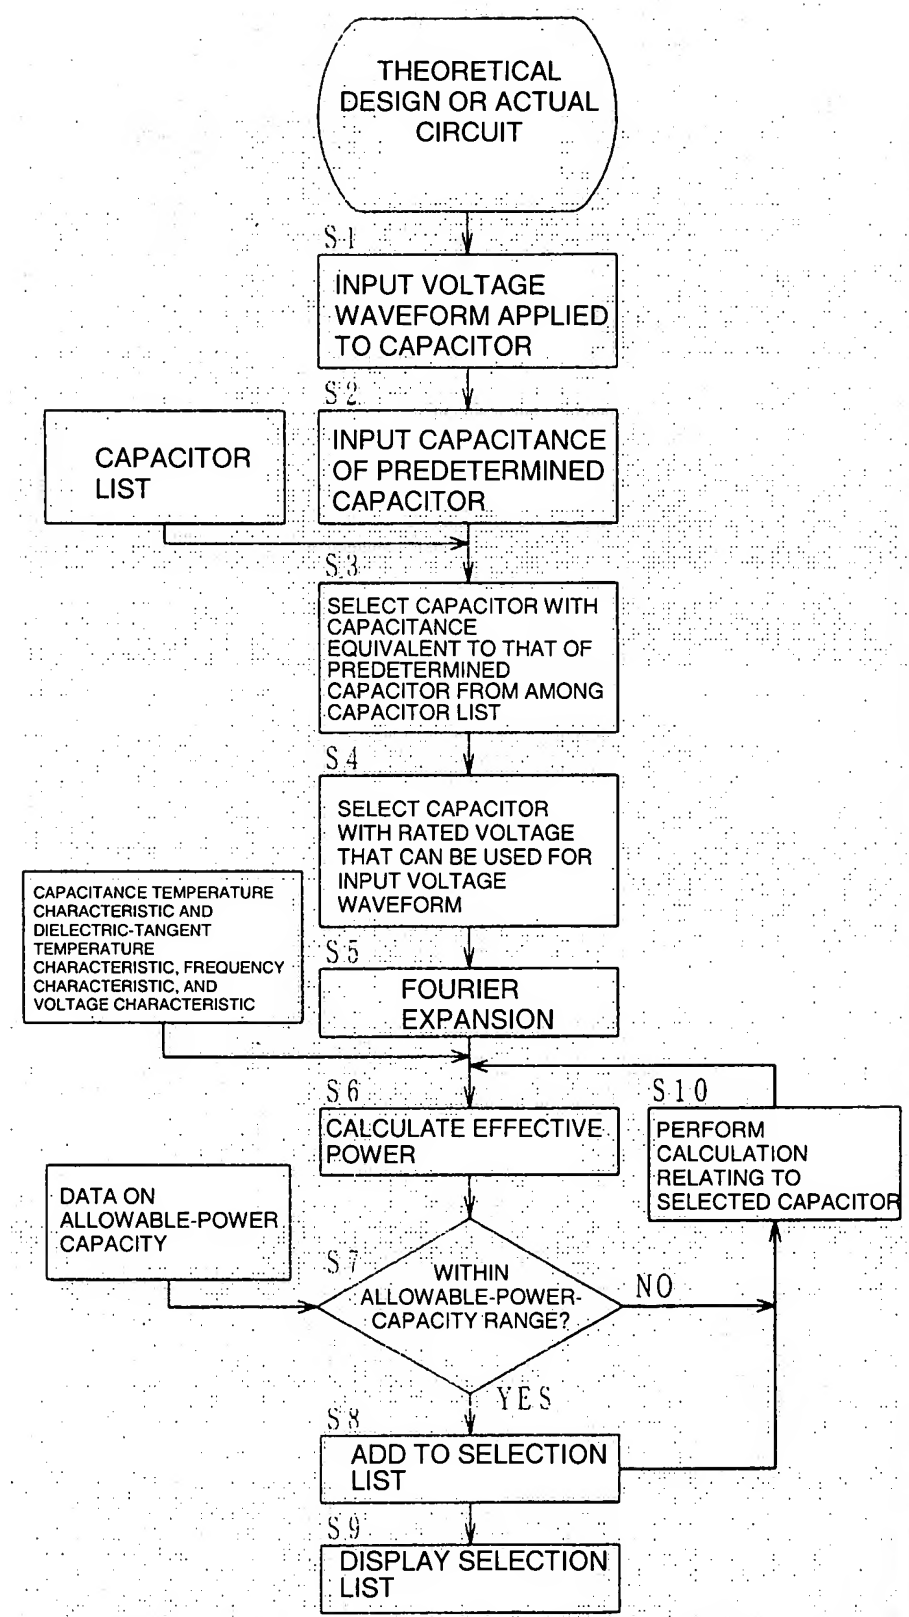 THEORETICAL
DESIGN OR ACTUAL
CIRCUIT
S1
INPUT VOLTAGE
WAVEFORM APPLIED
TO CAPACITOR
S2
INPUT CAPACITANCE
OF PREDETERMINED
CAPACITOR
CAPACITOR
LIST
S3
SELECT CAPACITOR WITH
CAPACITANCE
EQUIVALENT TO THAT OF
PREDETERMINED
CAPACITOR FROM AMONG
CAPACITOR LIST
S4
SELECT CAPACITOR
WITH RATED VOLTAGE
THAT CAN BE USED FOR
INPUT VOLTAGE
WAVEFORM
CAPACITANCE TEMPERATURE
CHARACTERISTIC AND
DIELECTRIC-TANGENT
TEMPERATURE
CHARACTERISTIC, FREQUENCY
CHARACTERISTIC, AND
VOLTAGE CHARACTERISTIC
S5
FOURIER
EXPANSION
S6
CALCULATE EFFECTIVE
POWER
S10
PERFORM
CALCULATION
RELATING TO
SELECTED CAPACITOR
DATA ON
ALLOWABLE-POWER
CAPACITY
S7
WITHIN
ALLOWABLE-POWER-
CAPACITY RANGE?
NO
YES
S8
ADD TO SELECTION
LIST
S9
DISPLAY SELECTION
LIST